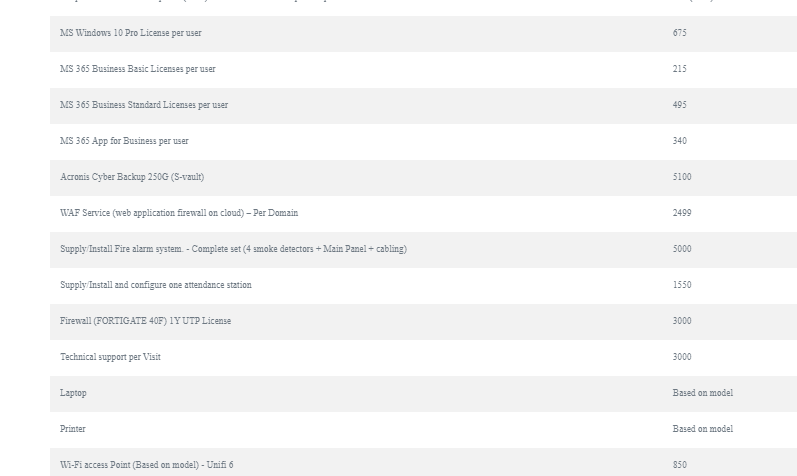 MS Windows 10 Pro License per user 675
MS 365 Business Basic Licenses per user 215
MS 365 Business Standard Licenses per user 495
MS 365 App for Business per user 340
Acronis Cyber Backup 250G (S-vault) 5100
WAF Service (web application firewall on cloud) – Per Domain 2499
Supply/Install Fire alarm system. - Complete set (4 smoke detectors + Main Panel + cabling) 5000
Supply/Install and configure one attendance station 1550
Firewall (FORTIGATE 40F) 1Y UTP License 3000
Technical support per Visit 3000
Laptop Based on model
Printer Based on model
Wi-Fi access Point (Based on model) - Unifi 6 850